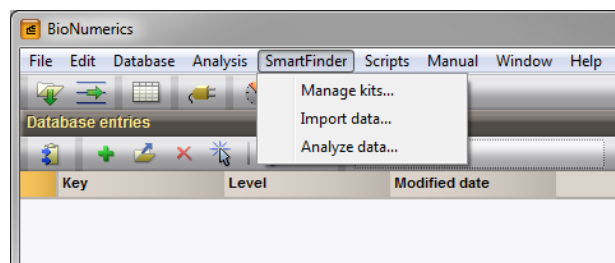 BioNumerics
File Edit Database Analysis SmartFinder Scripts Manual Window Help
Manage kits...
Import data...
Analyze data...
Database entries
Key Level Modified date